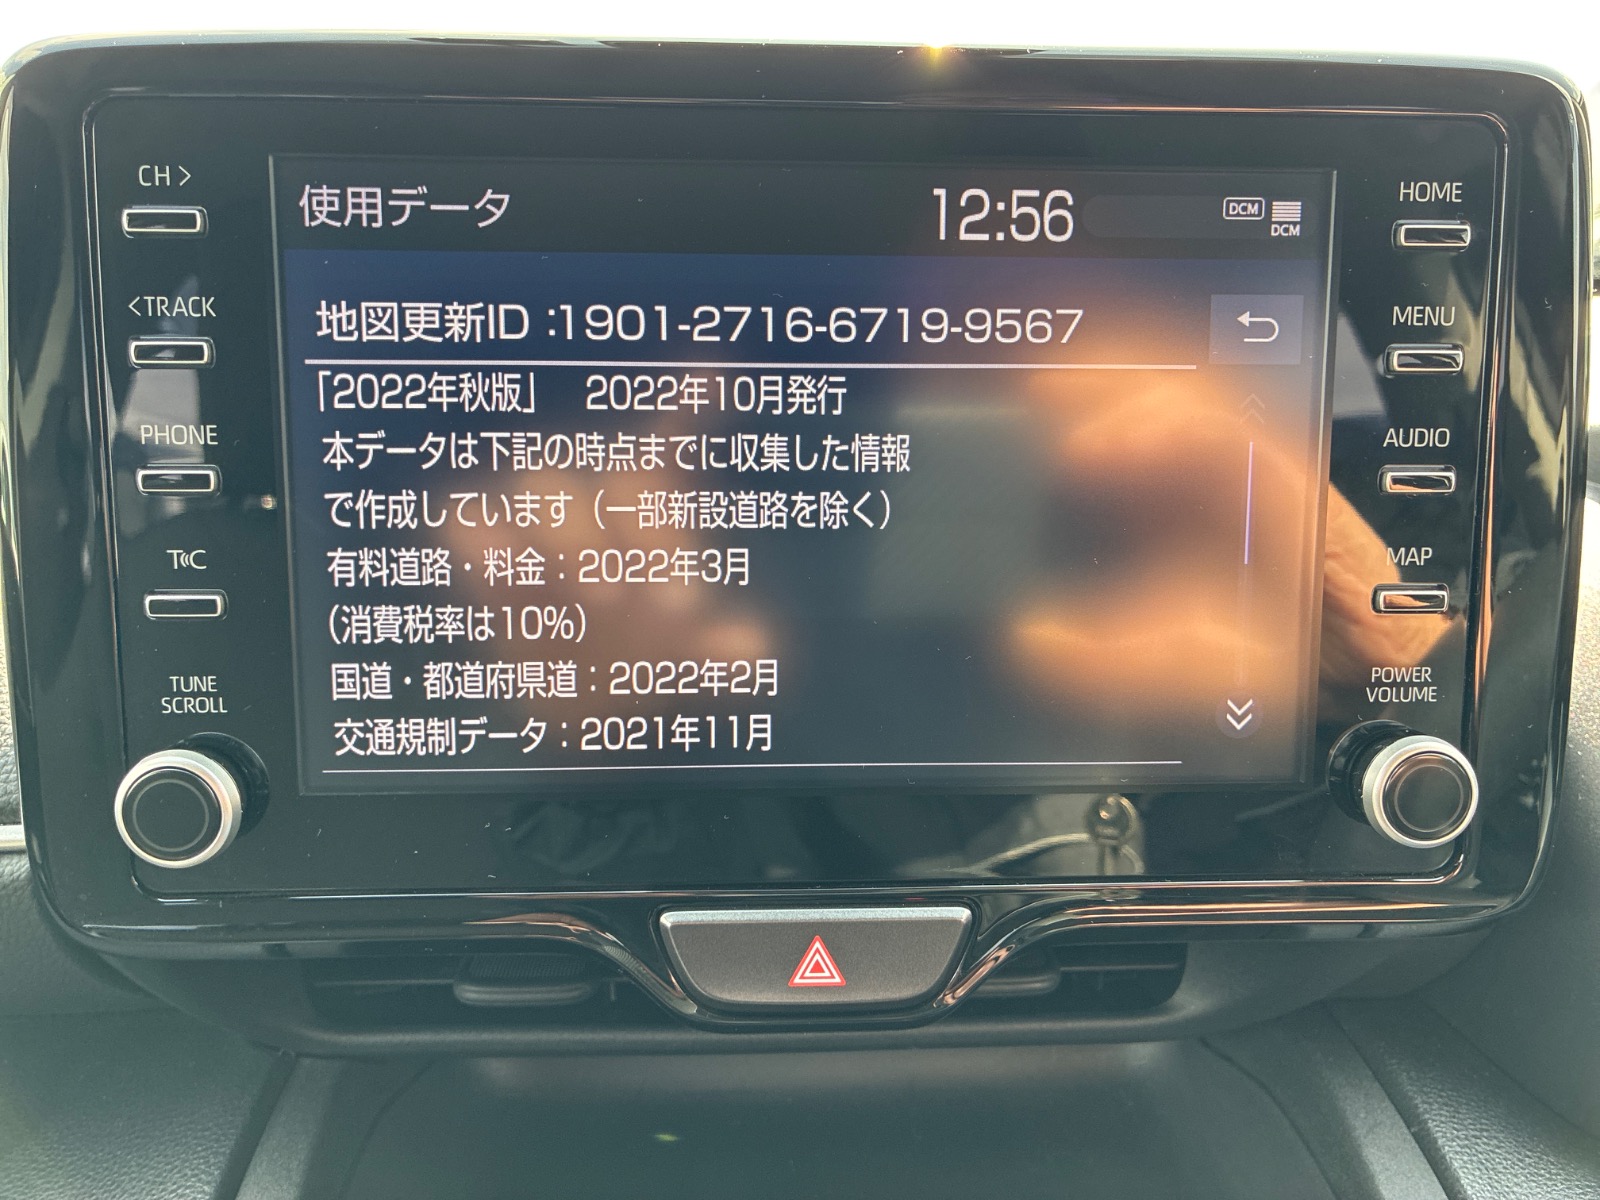 CH>
<TRACK
PHONE
T C
TUNE
SCROLL
使用データ
12:56
DCM
DCM
地図更新ID:1901-2716-6719-9567
「2022年秋版」 2022年10月発行
本データは下記の時点までに収集した情報
で作成しています（一部新設道路を除く）
有料道路・料金：2022年3月
（消費税率は10%）
国道・都道府県道：2022年2月
交通規制データ：2021年11月
HOME
MENU
AUDIO
MAP
POWER
VOLUME